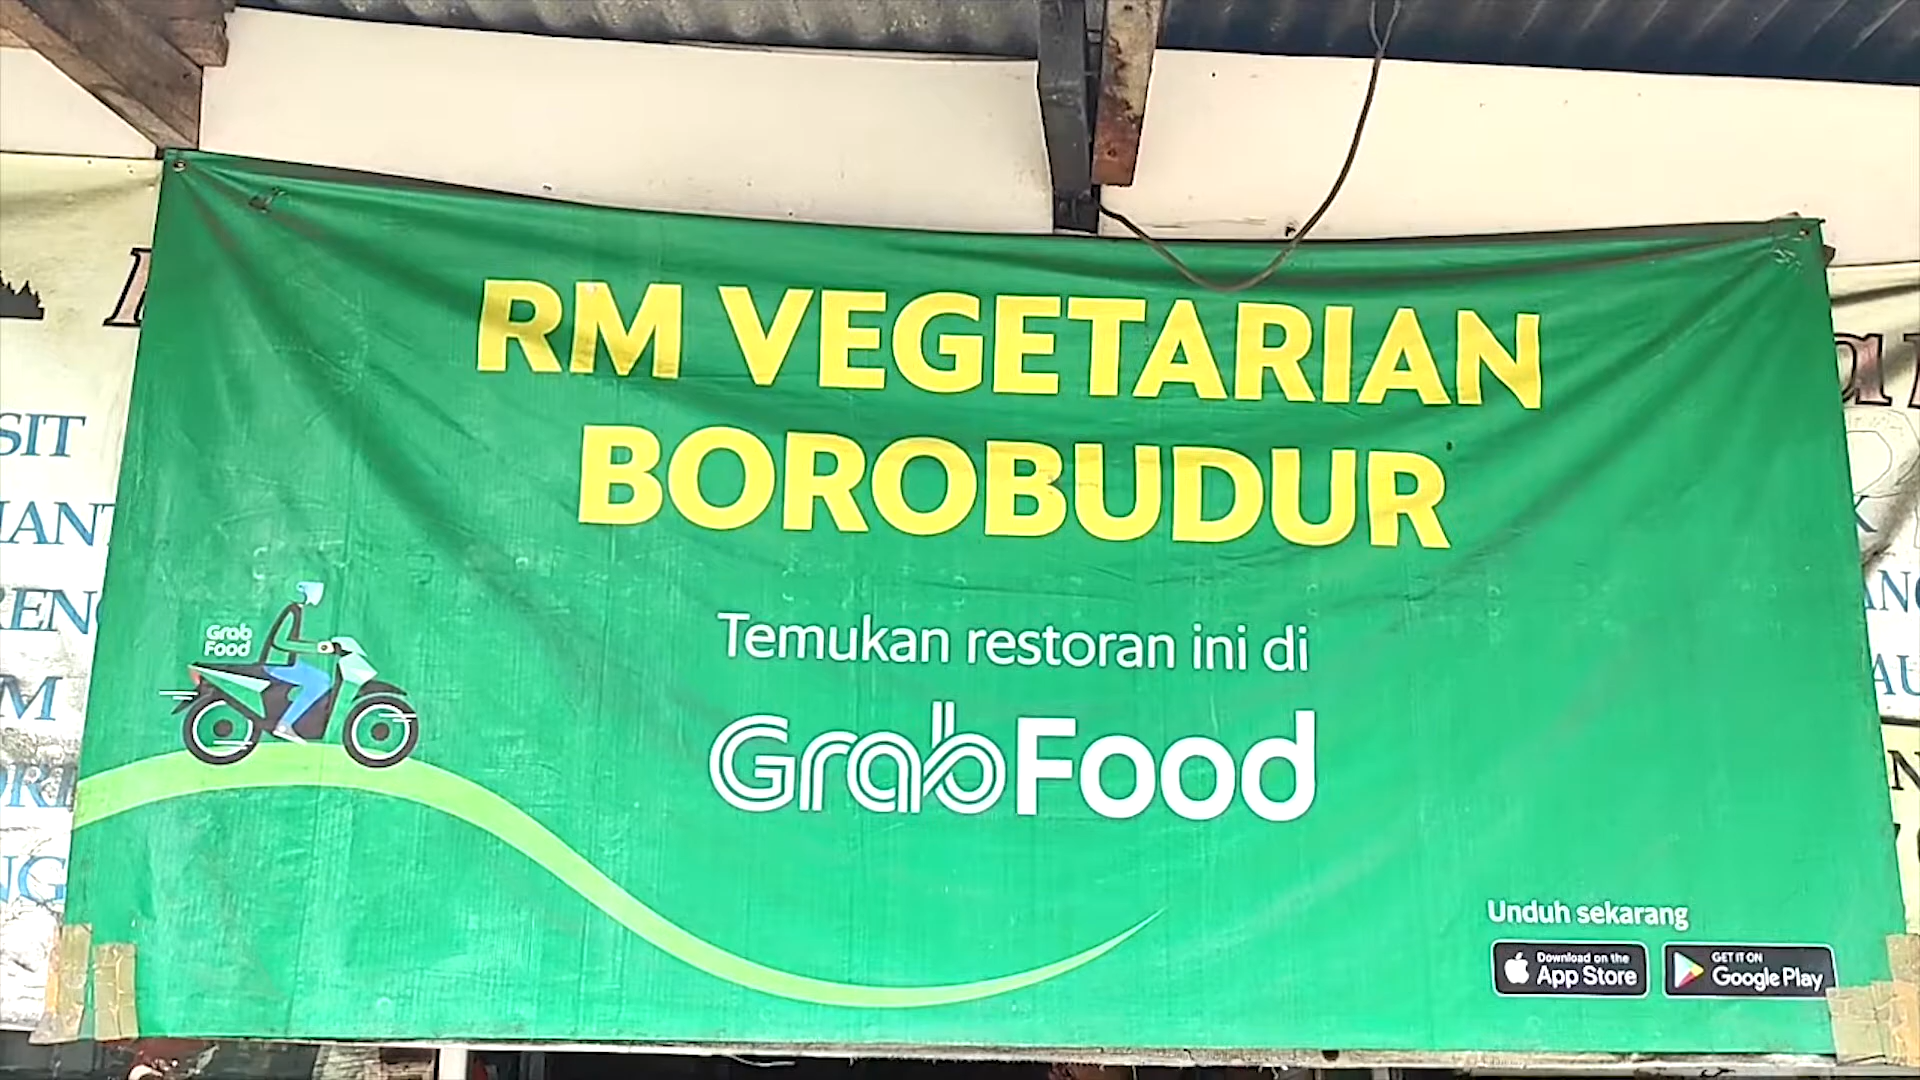 RM VEGETARIAN
BOROBUDUR
Temukan restoran ini di
GrabFood
Grab
Food
Unduh sekarang
Download on the
App Store
GET IT ON
Google Play
SIT